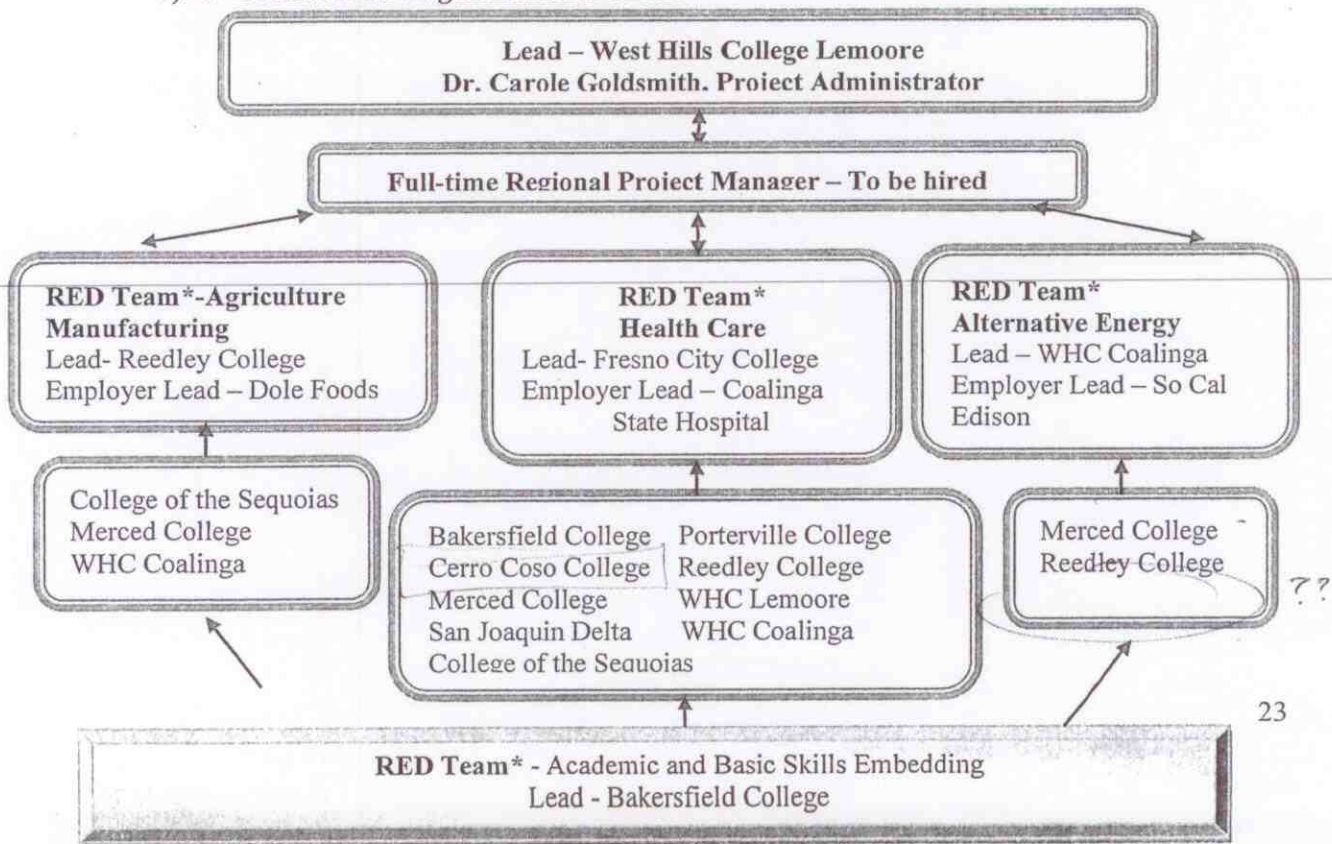 Lead – West Hills College Lemoore
Dr. Carole Goldsmith. Project Administrator
Full-time Regional Project Manager – To be hired
RED Team*-Agriculture
Manufacturing
Lead- Reedley College
Employer Lead – Dole Foods
RED Team*
Health Care
Lead- Fresno City College
Employer Lead – Coalinga
State Hospital
RED Team*
Alternative Energy
Lead – WHC Coalinga
Employer Lead – So Cal
Edison
College of the Sequoias
Merced College
WHC Coalinga
Bakersfield College Porterville College
Cerro Coso College Reedley College
Merced College WHC Lemoore
San Joaquin Delta WHC Coalinga
College of the Sequoias
Merced College
Reedley College
??
23
RED Team* - Academic and Basic Skills Embedding
Lead - Bakersfield College